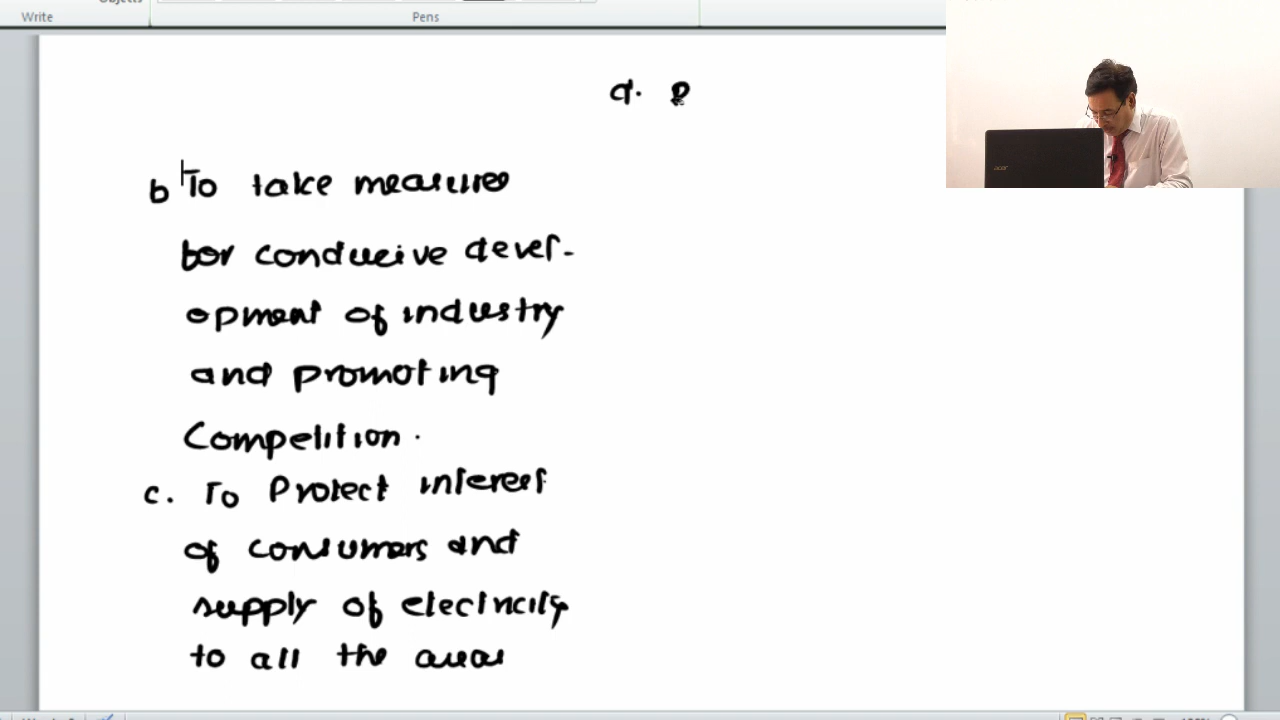 Write
Pens
d.
b To take measures
for conducive devel-
opment of industry
and promoting
Competition.
c. To Protect interest
of consumers and
supply of electricity
to all the areas
acer